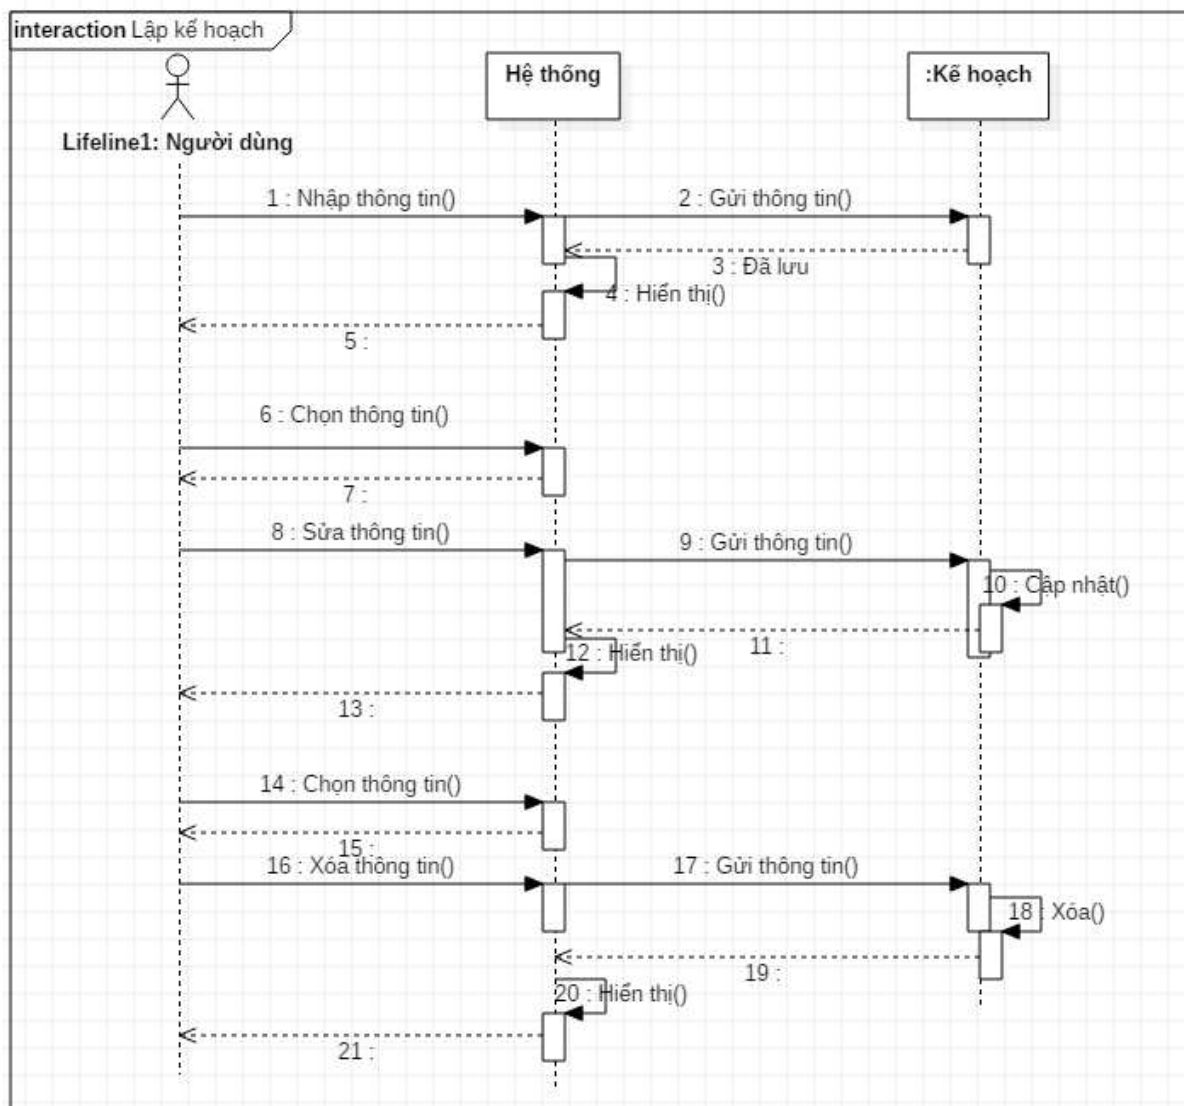 interaction Lập kế hoạch
Hệ thống
:Kế hoạch
Lifeline1: Người dùng
1 : Nhập thông tin()
2 : Gửi thông tin()
3 : Đã lưu
4 : Hiển thị()
5 :
6 : Chọn thông tin()
7 :
8 : Sửa thông tin()
9 : Gửi thông tin()
10 : Cập nhật()
11 :
12 : Hiển thị()
13 :
14 : Chọn thông tin()
15 :
16 : Xóa thông tin()
17 : Gửi thông tin()
18 : Xóa()
19 :
20 : Hiển thị()
21 :